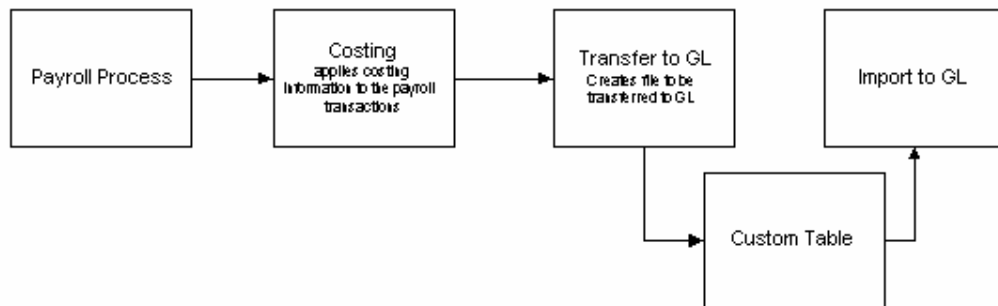 Payroll Process
Costing
applies costing
information to the payroll
transactions
Transfer to GL
Creates file to be
transferred to GL
Import to GL
Custom Table